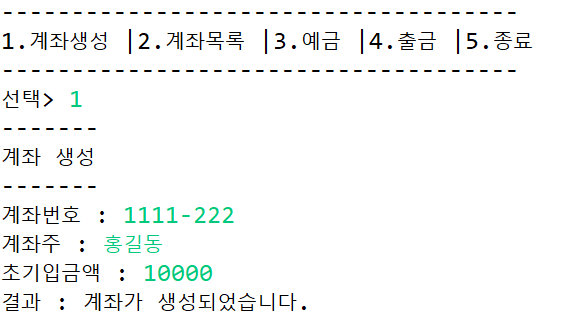 ---------------------------------------
1.계좌생성 |2.계좌목록 |3.예금 |4.출금 |5.종료
---------------------------------------
선택> 1
-------
계좌 생성
-------
계좌번호 : 1111-222
계좌주 : 홍길동
초기입금액 : 10000
결과 : 계좌가 생성되었습니다.